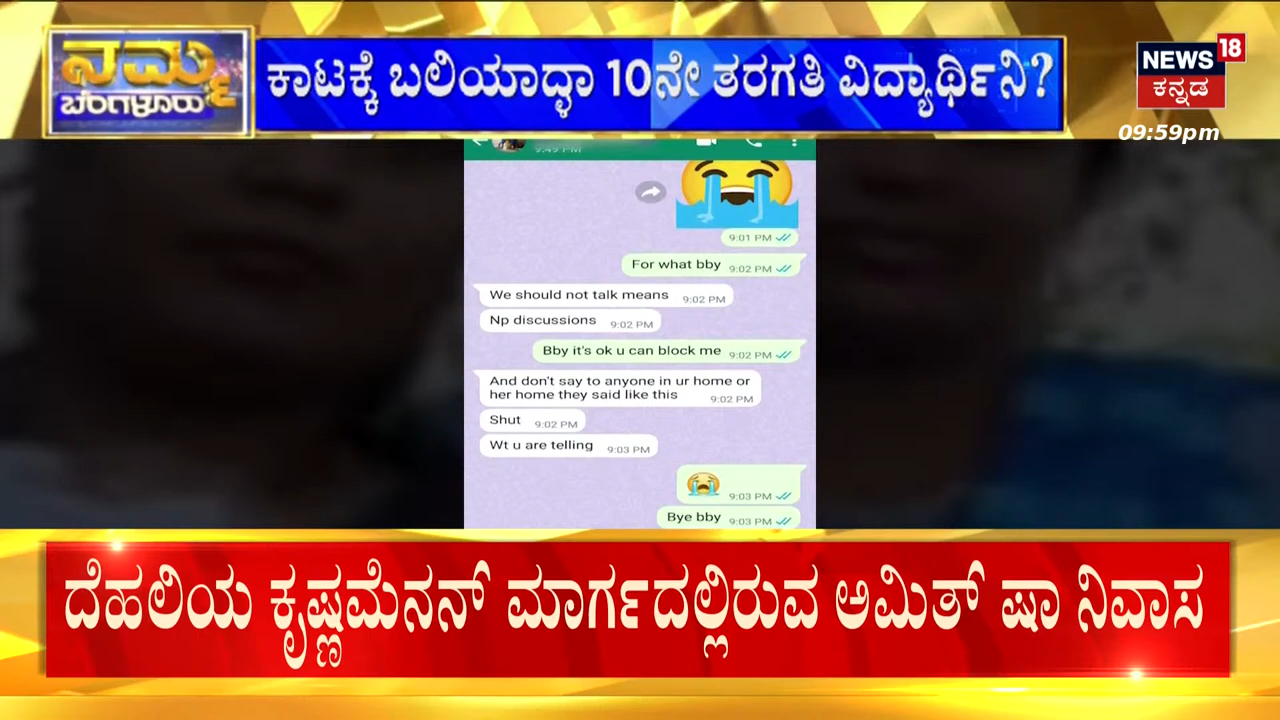 ನಮ್ಮ
ಬೆಂಗಳೂರು
ಕಾಟಕ್ಕೆ ಬಲಿಯಾದ್ಳಾ 10ನೇ ತರಗತಿ ವಿದ್ಯಾರ್ಥಿನಿ?
NEWS 18
ಕನ್ನಡ
09:59pm
9:49 PM
9:01 PM
For what bby 9:02 PM
We should not talk means 9:02 PM
Np discussions 9:02 PM
Bby it's ok u can block me 9:02 PM
And don't say to anyone in ur home or
her home they said like this 9:02 PM
Shut 9:02 PM
Wt u are telling 9:03 PM
9:03 PM
Bye bby 9:03 PM
ದೆಹಲಿಯ ಕೃಷ್ಣಮೆನನ್ ಮಾರ್ಗದಲ್ಲಿರುವ ಅಮಿತ್ ಷಾ ನಿವಾಸ